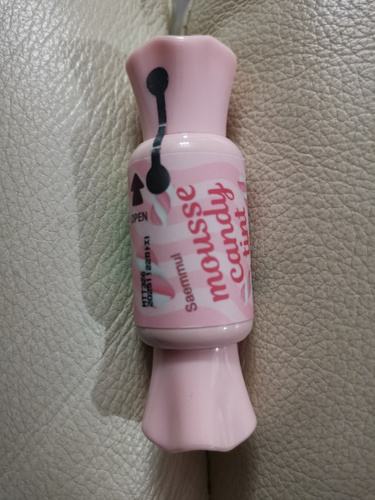 OPEN
Saemmul
mousse
candy
tint